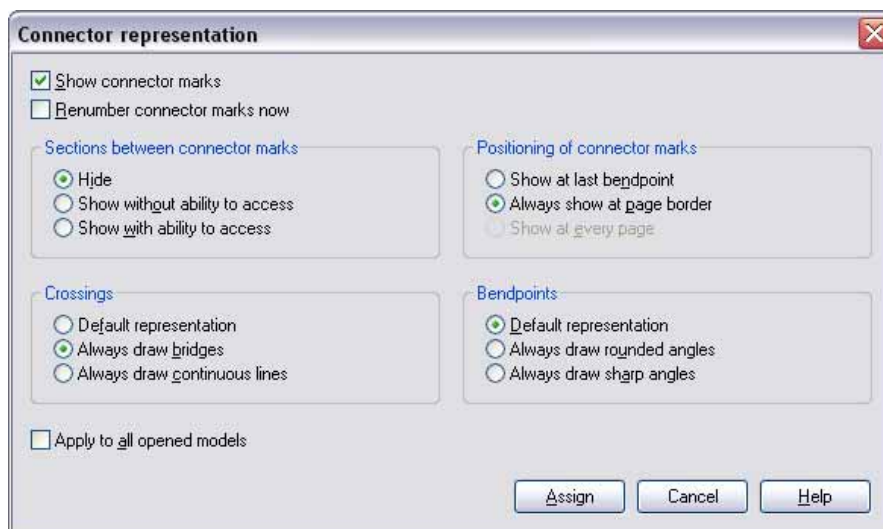 Connector representation
Show connector marks
Renumber connector marks now
Sections between connector marks
Hide
Show without ability to access
Show with ability to access
Positioning of connector marks
Show at last bendpoint
Always show at page border
Show at every page
Crossings
Default representation
Always draw bridges
Always draw continuous lines
Bendpoints
Default representation
Always draw rounded angles
Always draw sharp angles
Apply to all opened models
Assign
Cancel
Help